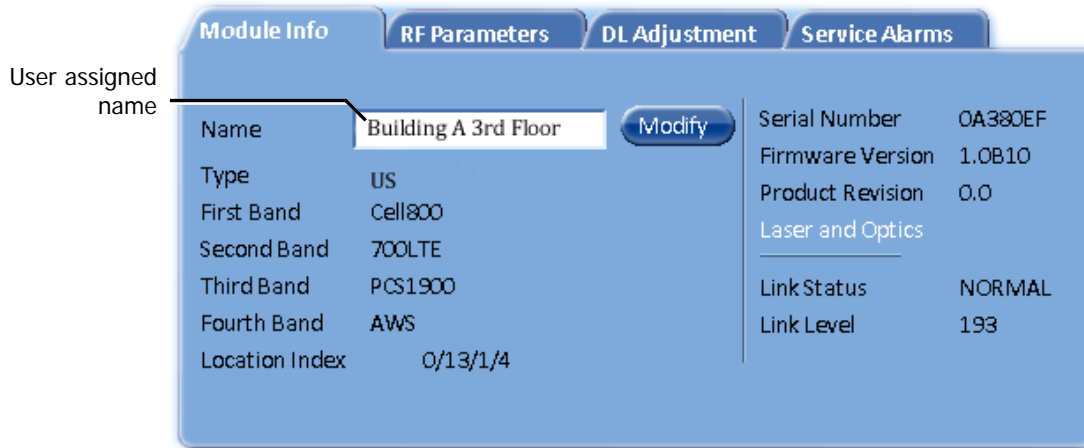 Module Info
RF Parameters
DL Adjustment
Service Alarms
User assigned
name
Name
Building A 3rd Floor
Modify
Type
US
First Band
Cell800
Second Band
700LTE
Third Band
PCS1900
Fourth Band
AWS
Location Index
0/13/1/4
Serial Number
0A380EF
Firmware Version
1.0B10
Product Revision
0.0
Laser and Optics
Link Status
NORMAL
Link Level
193